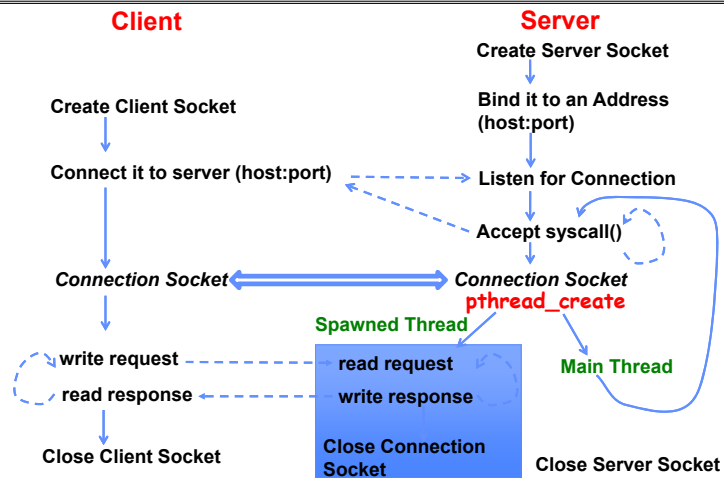 Client
Server
Create Server Socket
Create Client Socket
Bind it to an Address
(host:port)
Connect it to server (host:port)
Listen for Connection
Accept syscall()
Connection Socket
Connection Socket
pthread_create
Spawned Thread
write request
read request
Main Thread
read response
write response
Close Client Socket
Close Connection
Socket
Close Server Socket